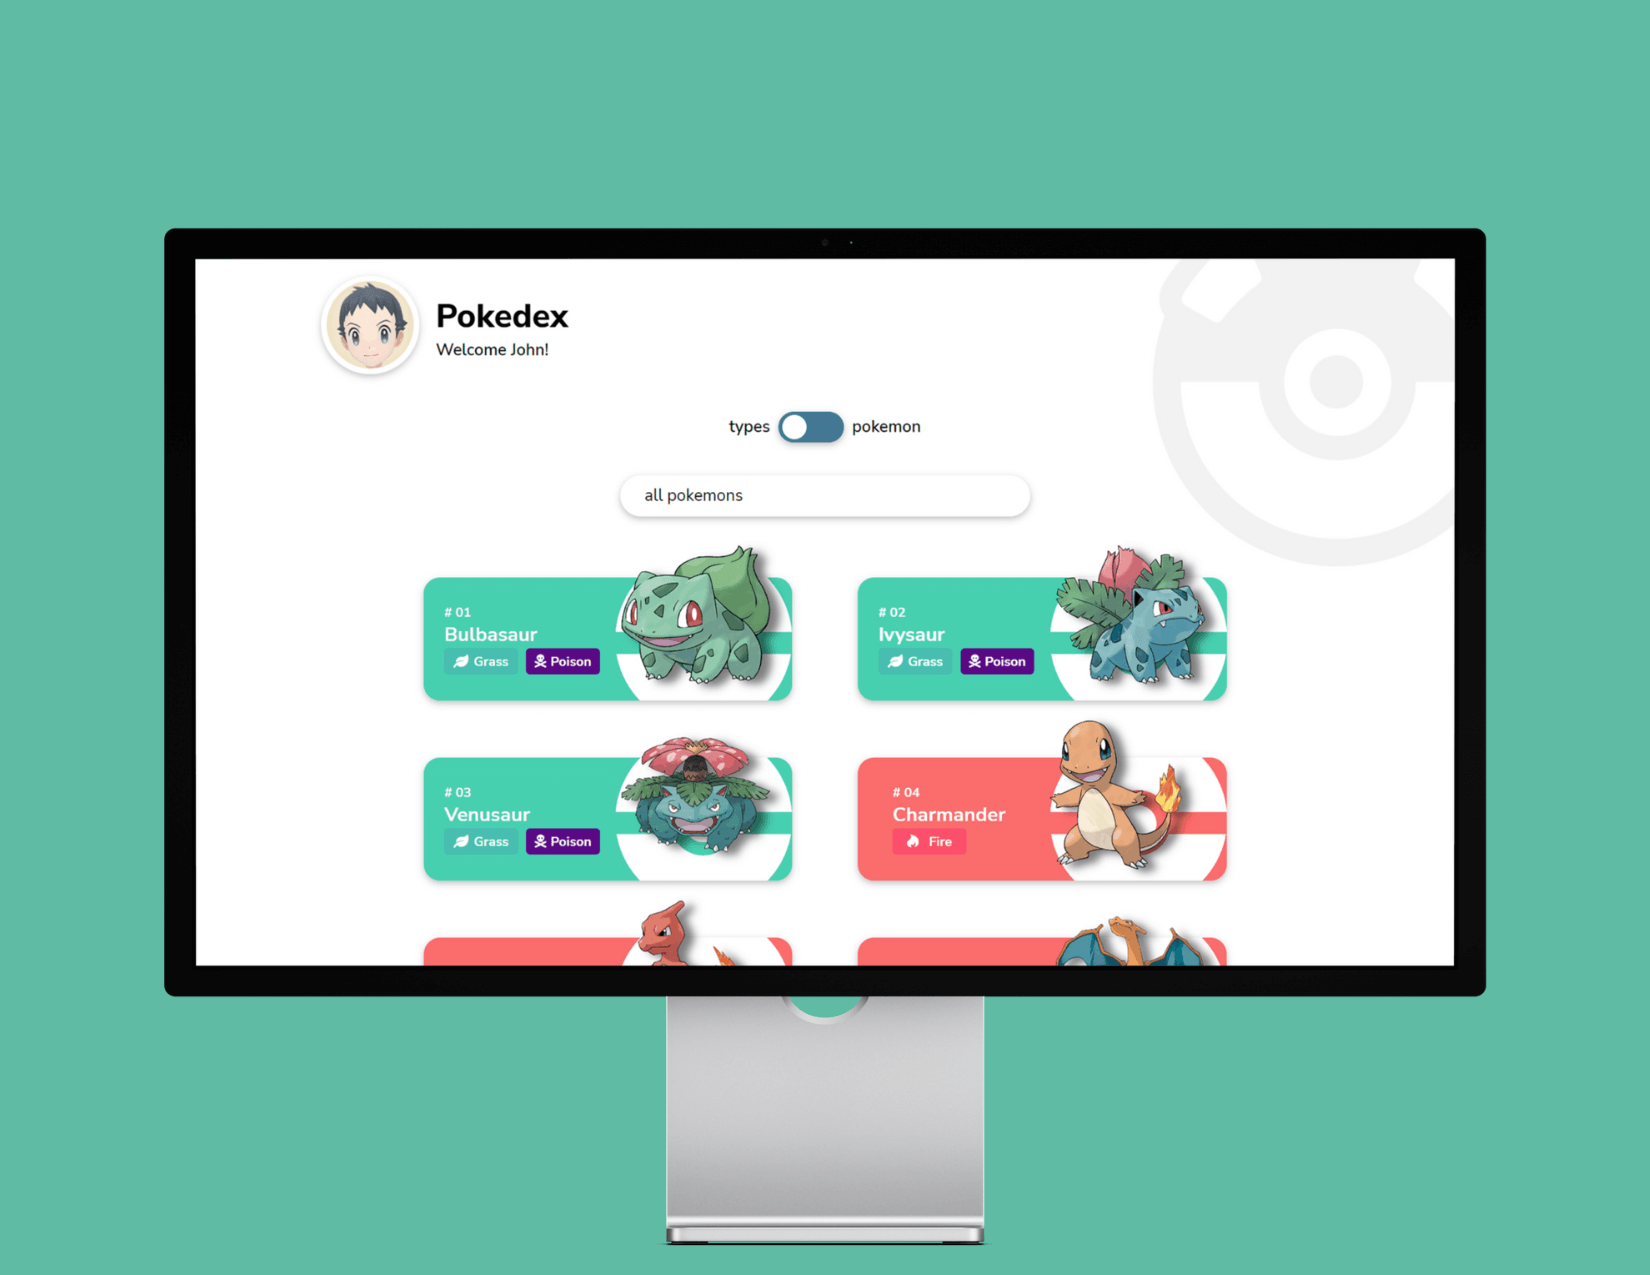 Pokedex
Welcome John!
types pokemon
all pokemons
# 01
Bulbasaur
Grass Poison
# 02
Ivysaur
Grass Poison
# 03
Venusaur
Grass Poison
# 04
Charmander
Fire